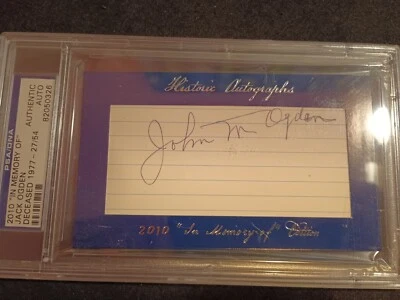 PSA/DNA
2010 "IN MEMORY OF"
JACK OGDEN
DECEASED 1977 - 27/54
AUTHENTIC
AUTO
82050326
Historic Autographs
John M Ogden
2010 "In Memory of" Edition